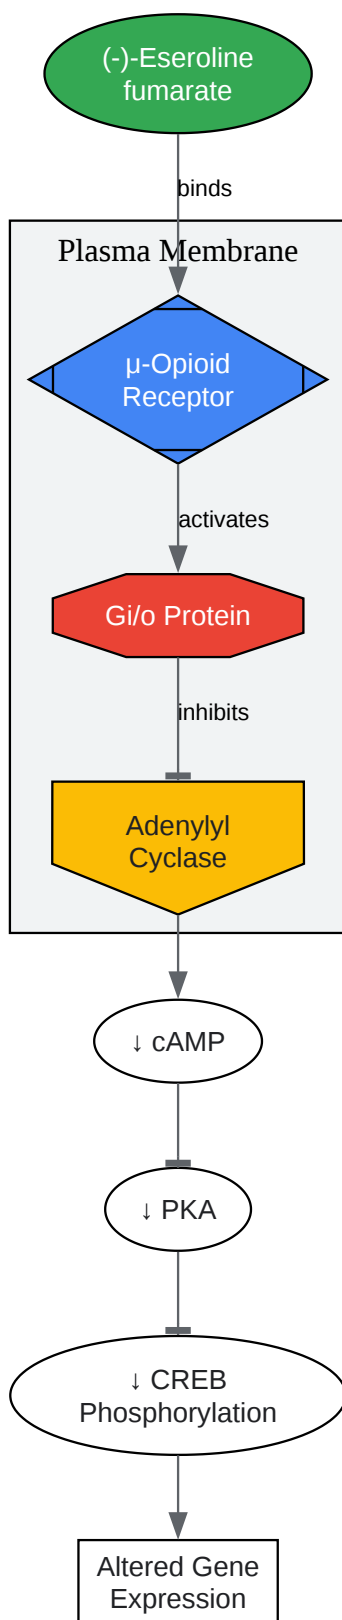 (-)-Eseroline
fumarate
binds
Plasma Membrane
μ-Opioid
Receptor
activates
Gi/o Protein
inhibits
Adenylyl
Cyclase
↓ cAMP
↓ PKA
↓ CREB
Phosphorylation
Altered Gene
Expression